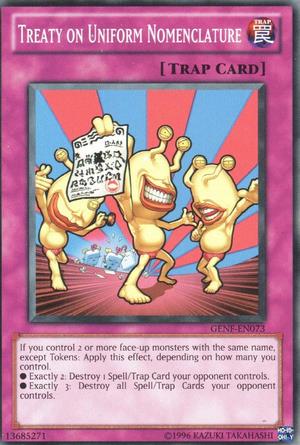 TREATY ON UNIFORM NOMENCLATURE
TRAP
罠
[TRAP CARD]
GENF-EN073
If you control 2 or more face-up monsters with the same name,
except Tokens: Apply this effect, depending on how many you
control.
● Exactly 2: Destroy 1 Spell/Trap Card your opponent controls.
● Exactly 3: Destroy all Spell/Trap Cards your opponent
controls.
13685271
©1996 KAZUKI TAKAHASHI